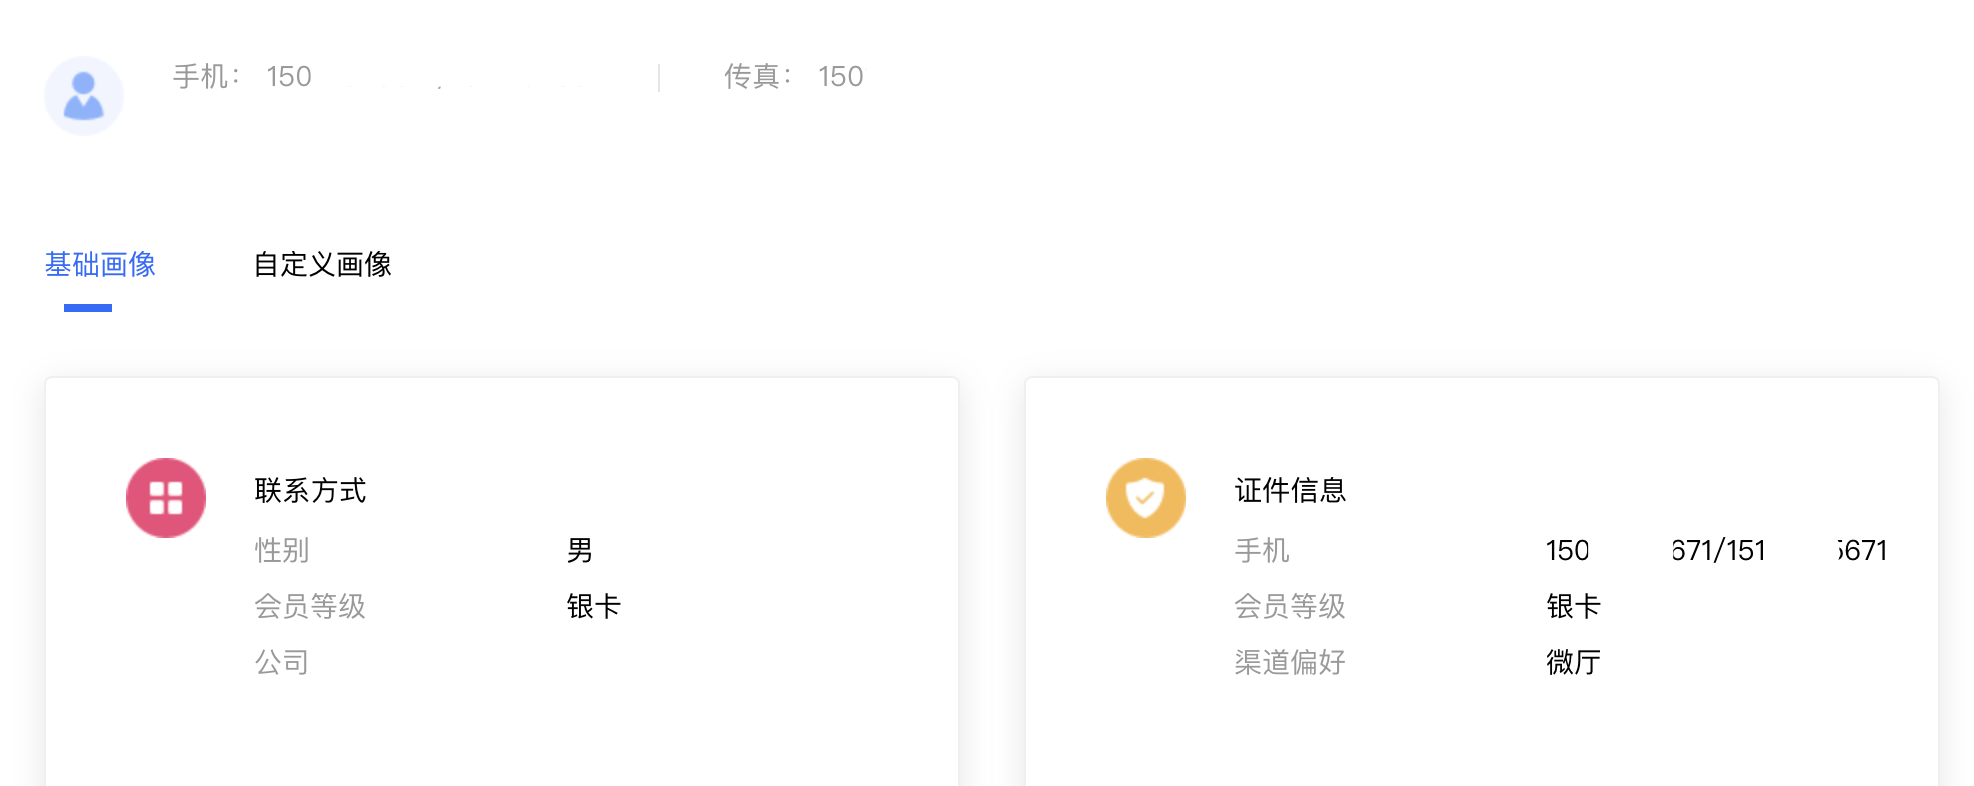 手机： 150 传真： 150
基础画像 自定义画像
联系方式
性别 男
会员等级 银卡
公司
证件信息
手机 150 671/151 5671
会员等级 银卡
渠道偏好 微厅